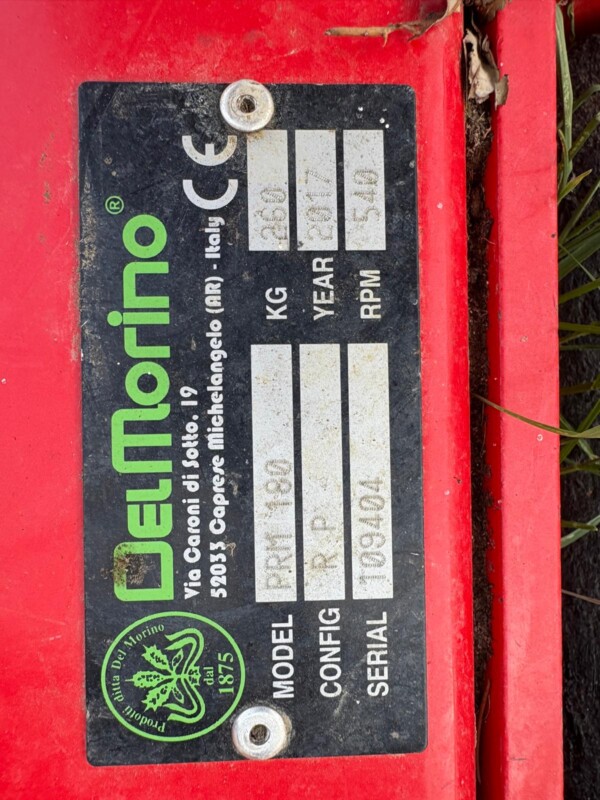 Prodotti ditta Del Morino
dal
1875
DELMORINO®
Via Caroni di Sotto, 19
52033 Caprese Michelangelo (AR) - Italy
CE
MODEL PRM 180 KG 260
CONFIG R P YEAR 2017
SERIAL 109404 RPM 540